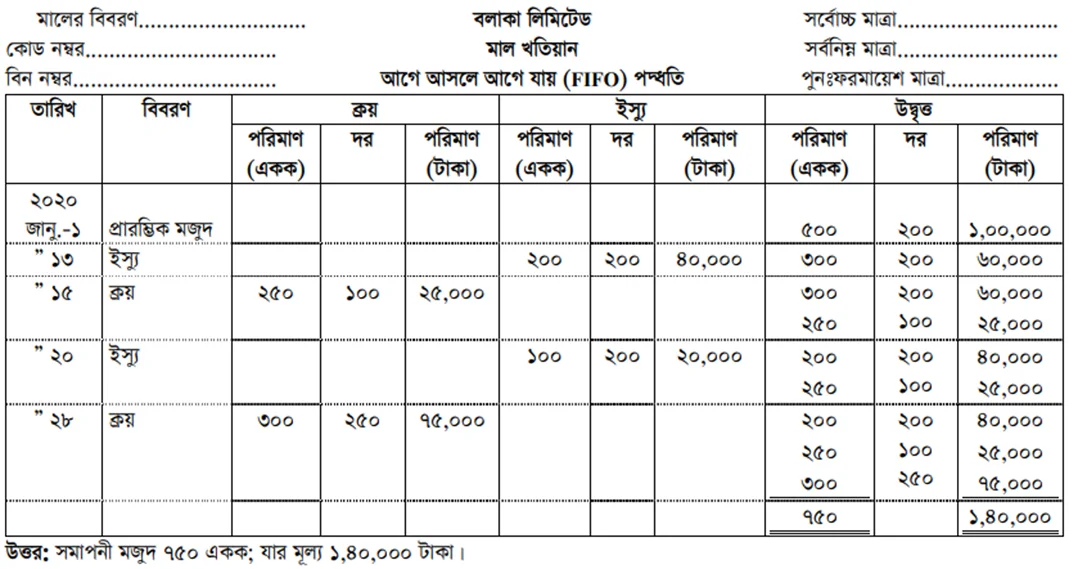 মালের বিবরণ............................ বলাকা লিমিটেড সর্বোচ্চ মাত্রা...........................
কোড নম্বর.................................. মাল খতিয়ান সর্বনিম্ন মাত্রা...........................
বিন নম্বর.................................. আগে আসলে আগে যায় (FIFO) পদ্ধতি পুনঃফরমায়েশ মাত্রা...................
তারিখ বিবরণ ক্রয় ইস্যু উদ্বৃত্ত
পরিমাণ (একক) দর পরিমাণ (টাকা) পরিমাণ (একক) দর পরিমাণ (টাকা) পরিমাণ (একক) দর পরিমাণ (টাকা)
২০২০
জানু.-১ প্রারম্ভিক মজুদ ৫০০ ২০০ ১,০০,০০০
” ১৩ ইস্যু ২০০ ২০০ ৪০,০০০ ৩০০ ২০০ ৬০,০০০
” ১৫ ক্রয় ২৫০ ১০০ ২৫,০০০ ৩০০ ২০০ ৬০,০০০
২৫০ ১০০ ২৫,০০০
” ২০ ইস্যু ১০০ ২০০ ২০,০০০ ২০০ ২০০ ৪০,০০০
২৫০ ১০০ ২৫,০০০
” ২৮ ক্রয় ৩০০ ২৫০ ৭৫,০০০ ২০০ ২০০ ৪০,০০০
২৫০ ১০০ ২৫,০০০
৩০০ ২৫০ ৭৫,০০০
৭৫০ ১,৪০,০০০
উত্তর: সমাপনী মজুদ ৭৫০ একক; যার মূল্য ১,৪০,০০০ টাকা।